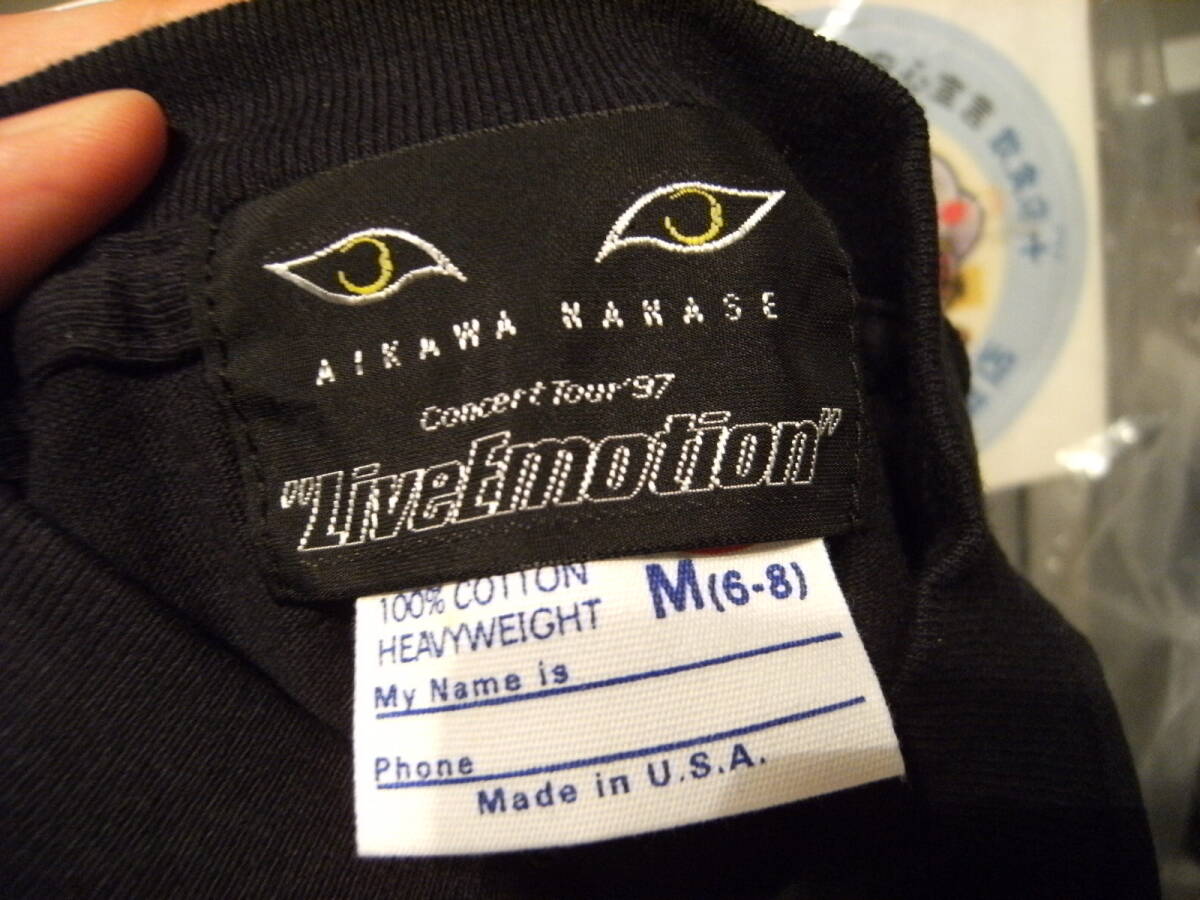 AIKAWA NANASE
Concert Tour '97
"LiveEmotion"
100% COTTON
HEAVYWEIGHT
M(6-8)
My Name is
Phone
Made in U.S.A.